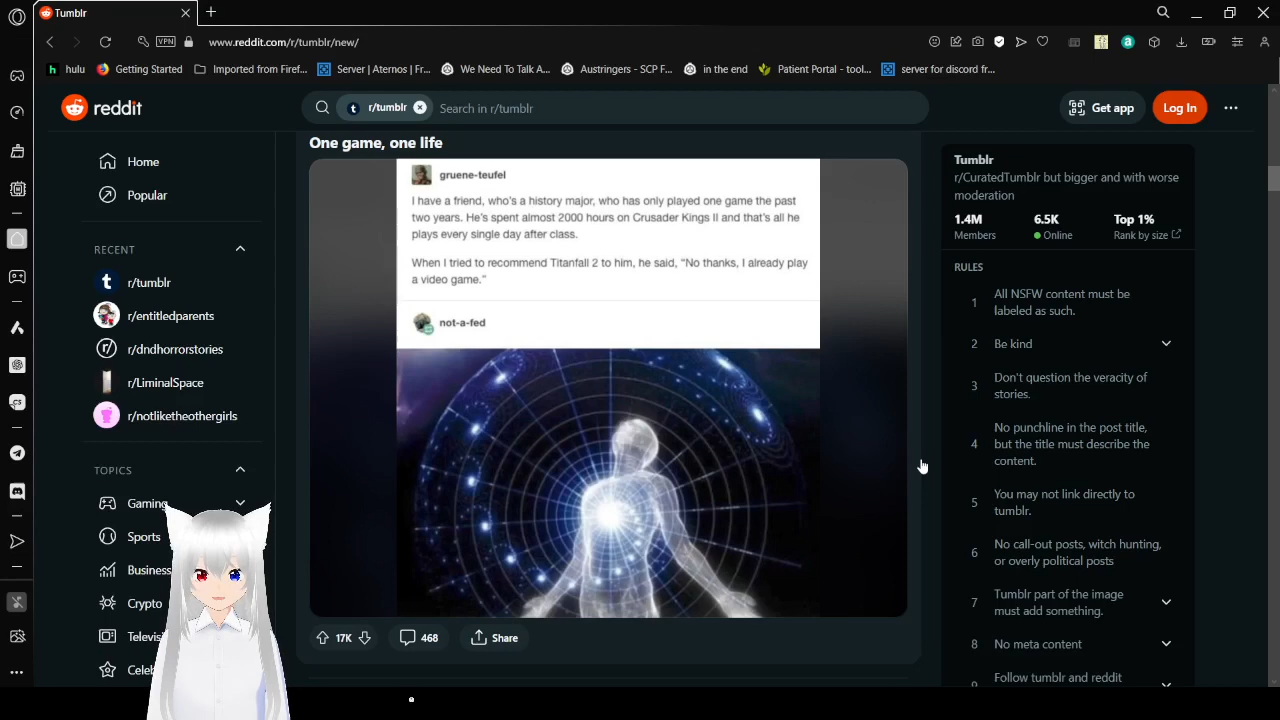 Tumblr
VPN
www.reddit.com/r/tumblr/new/
hulu
Getting Started
Imported from Firef...
Server | Aternos | Fr...
We Need To Talk A...
Austringers - SCP F...
in the end
Patient Portal - tool...
server for discord fr...
reddit
r/tumblr
Search in r/tumblr
Get app
Log In
Home
Popular
RECENT
r/tumblr
r/entitledparents
r/dndhorrorstories
r/LiminalSpace
r/notliketheothergirls
TOPICS
Gaming
Sports
Business
Crypto
Televisi
Celeb
One game, one life
gruene-teufel
I have a friend, who's a history major, who has only played one game the past
two years. He's spent almost 2000 hours on Crusader Kings II and that's all he
plays every single day after class.
When I tried to recommend Titanfall 2 to him, he said, “No thanks, I already play
a video game.”
not-a-fed
17K
468
Share
Tumblr
r/CuratedTumblr but bigger and with worse
moderation
1.4M
Members
6.5K
Online
Top 1%
Rank by size
RULES
1 All NSFW content must be
labeled as such.
2 Be kind
3 Don't question the veracity of
stories.
4 No punchline in the post title,
but the title must describe the
content.
5 You may not link directly to
tumblr.
6 No call-out posts, witch hunting,
or overly political posts
7 Tumblr part of the image
must add something.
8 No meta content
Follow tumblr and reddit